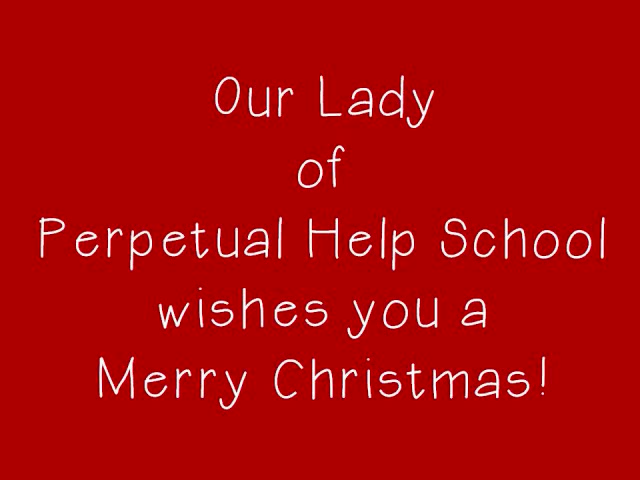 Our Lady
of
Perpetual Help School
wishes you a
Merry Christmas!